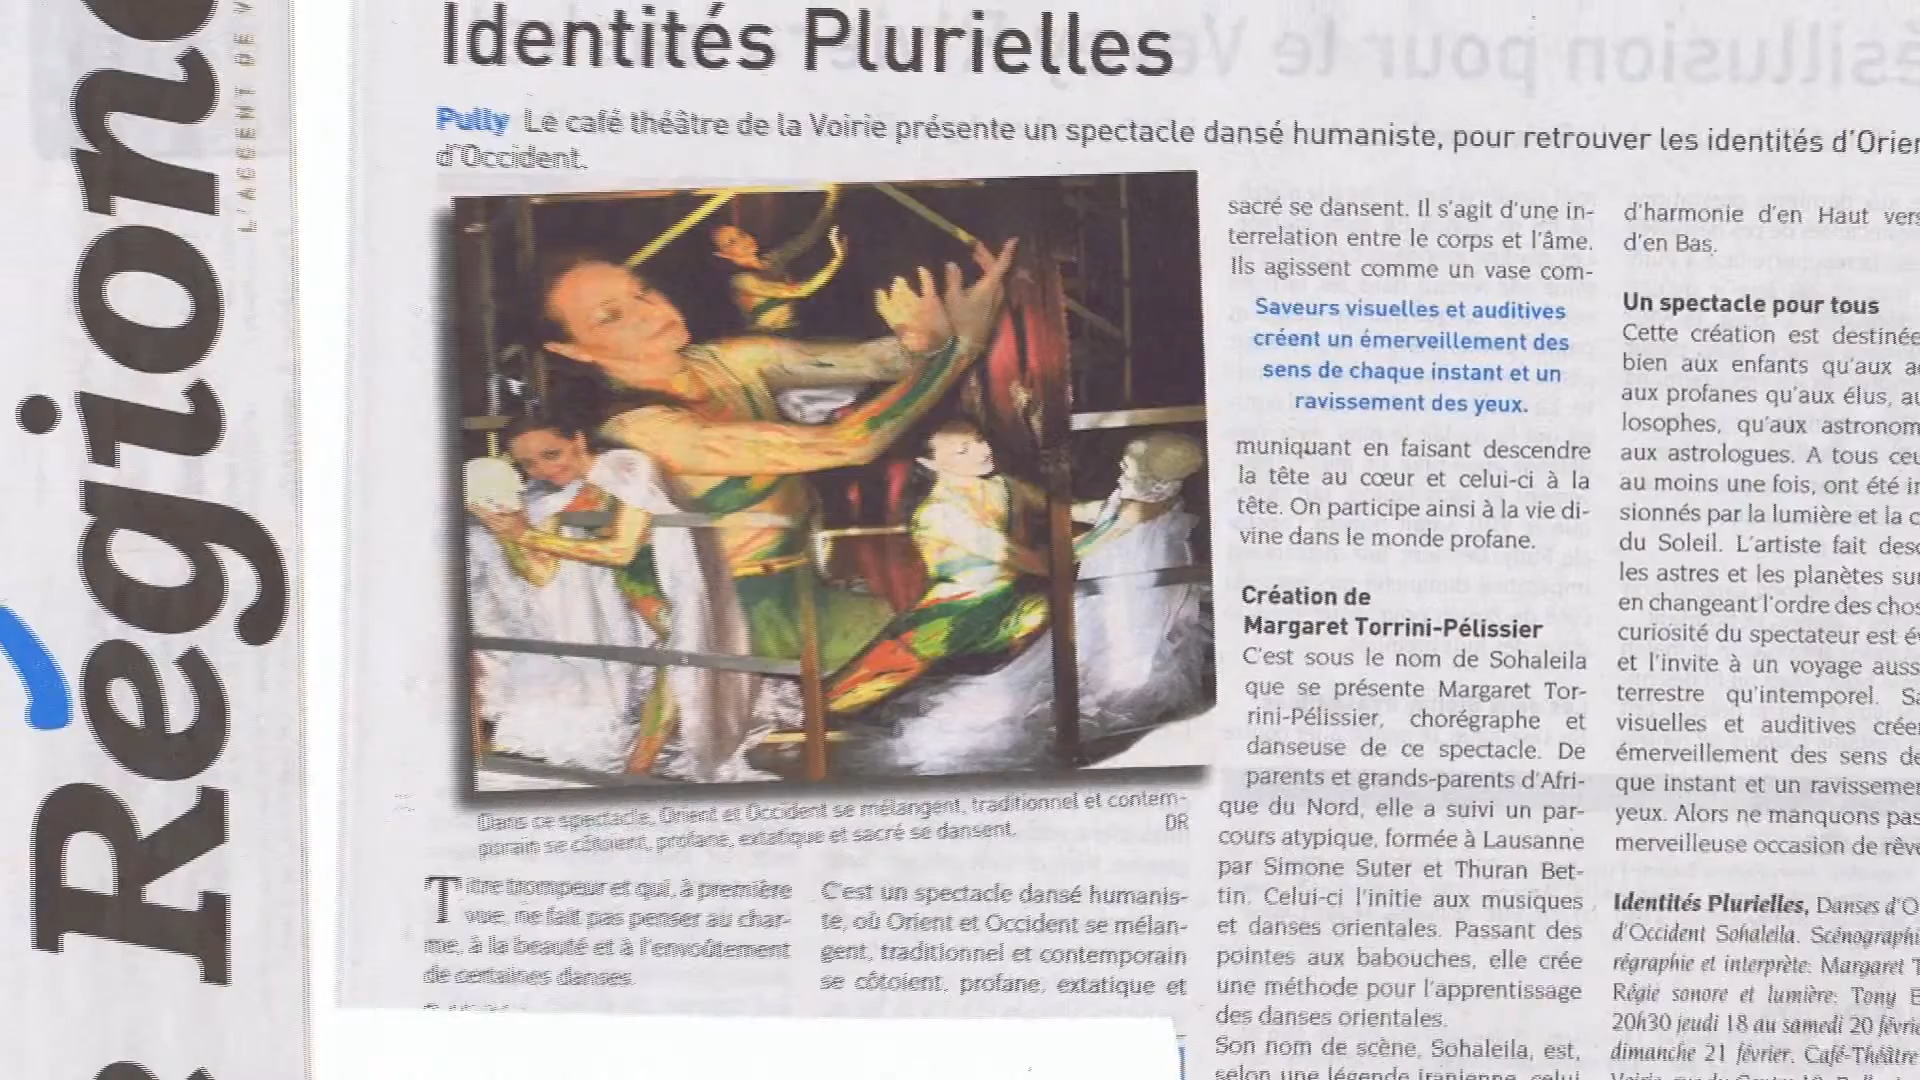 Région
L'AGENT DE
Identités Plurielles
Pully Le café théâtre de la Voirie présente un spectacle dansé humaniste, pour retrouver les identités
d'Occident.
Dans ce spectacle, Orient et Occident se mélangent, traditionnel et contem-
porain se côtoient, profane, extatique et sacré se dansent.
DR
Titre trompeur et qui, à première
vue, ne fait pas penser au char-
me, à la beauté et à l'envoûtement
de certaines danses.
C'est un spectacle dansé humanis-
te, où Orient et Occident se mélan-
gent, traditionnel et contemporain
se côtoient, profane, extatique et
sacré se dansent. Il s'agit d'une in-
terrelation entre le corps et l'âme.
Ils agissent comme un vase com-
Saveurs visuelles et auditives
créent un émerveillement des
sens de chaque instant et un
ravissement des yeux.
muniquant en faisant descendre
la tête au cœur et celui-ci à la
tête. On participe ainsi à la vie di-
vine dans le monde profane.
Création de
Margaret Torrini-Pélissier
C'est sous le nom de Sohaleila
que se présente Margaret Tor-
rini-Pélissier, chorégraphe et
danseuse de ce spectacle. De
parents et grands-parents d'Afri-
que du Nord, elle a suivi un par-
cours atypique, formée à Lausanne
par Simone Suter et Thuran Bet-
tin. Celui-ci l'initie aux musiques
et danses orientales. Passant des
pointes aux babouches, elle crée
une méthode pour l'apprentissage
des danses orientales.
Son nom de scène, Sohaleila, est,
selon une légende iranienne, celui
d'harmonie d'en Haut vers
d'en Bas.
Un spectacle pour tous
Cette création est destinée
bien aux enfants qu'aux
aux profanes qu'aux élus,
losophes, qu'aux
aux astrologues. A tous
au moins une fois, ont été
sionnés par la lumière et la
du Soleil. L'artiste fait
les astres et les planètes
en changeant l'ordre des
curiosité du spectateur est
et l'invite à un voyage
terrestre qu'intemporel.
visuelles et auditives
émerveillement des sens de
que instant et un
yeux. Alors ne manquons pas
merveilleuse occasion de
Identités Plurielles, Danses
d'Occident Sohaleila.
régraphie et interprète: Margaret
Régie sonore et lumière: Tony
20h30 jeudi 18 au samedi 20
dimanche 21 février. Café-Théâtre